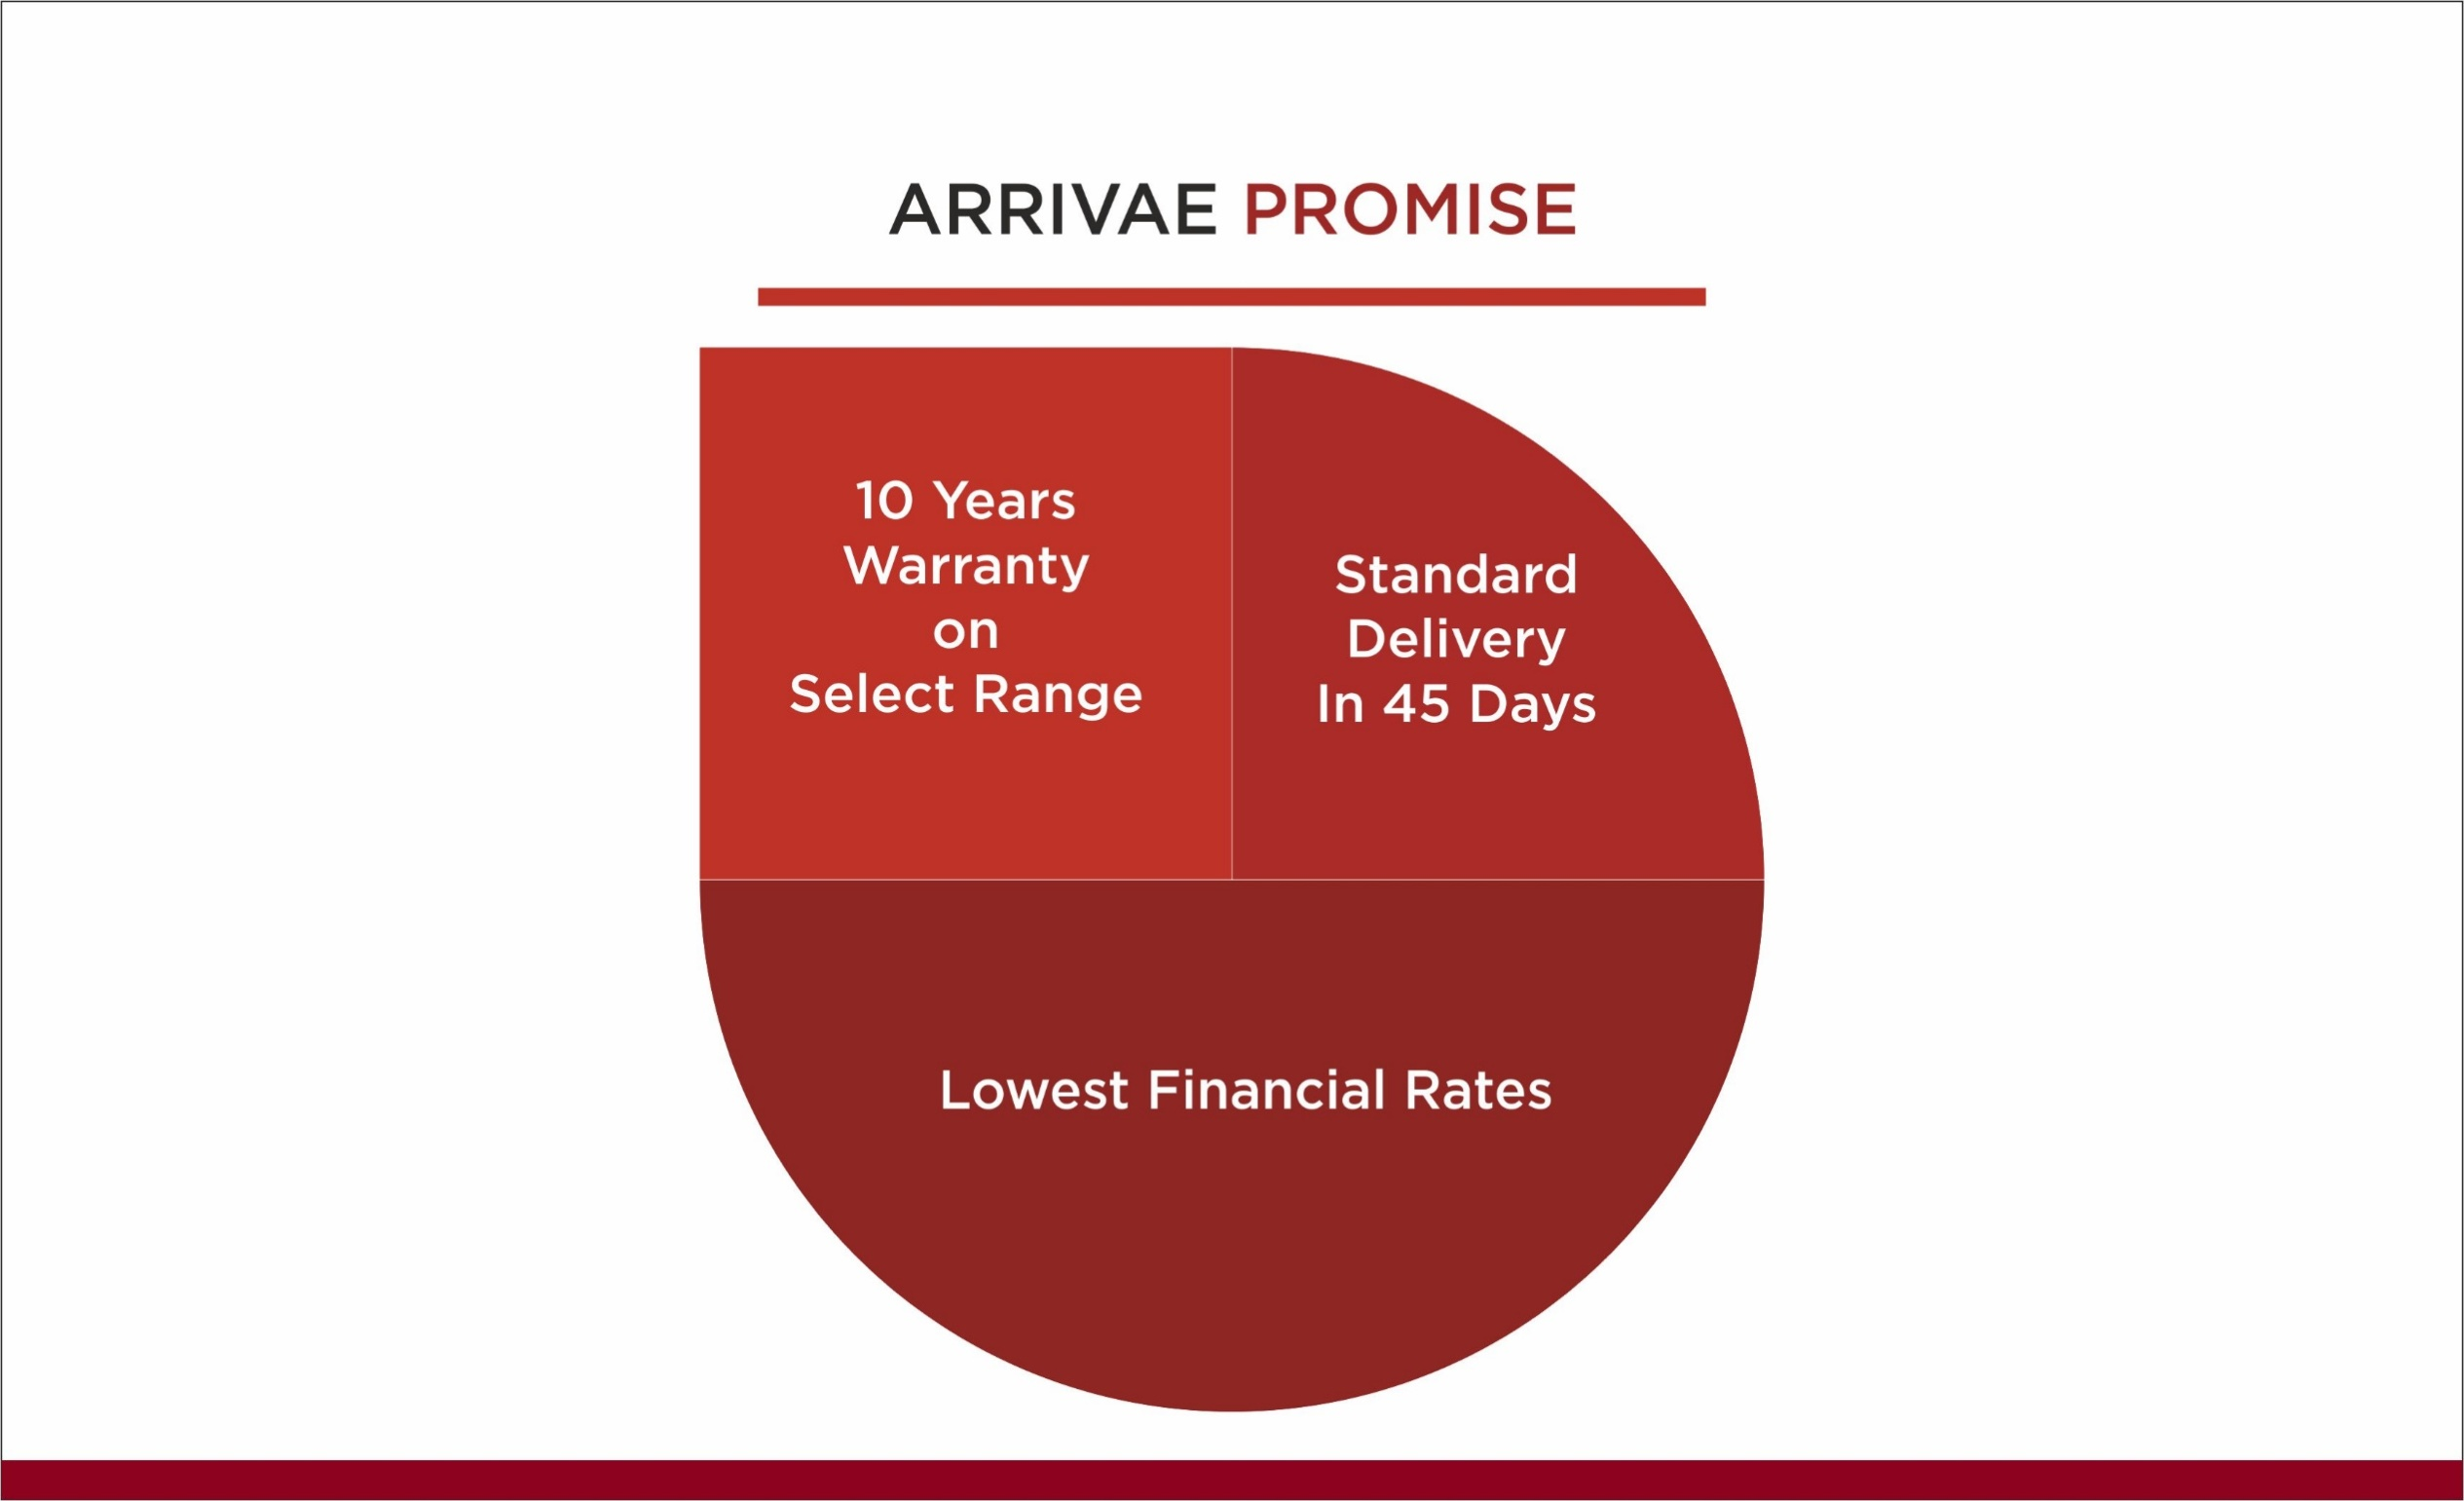 ARRIVAE PROMISE
10 Years
Warranty
on
Select Range
Standard
Delivery
In 45 Days
Lowest Financial Rates